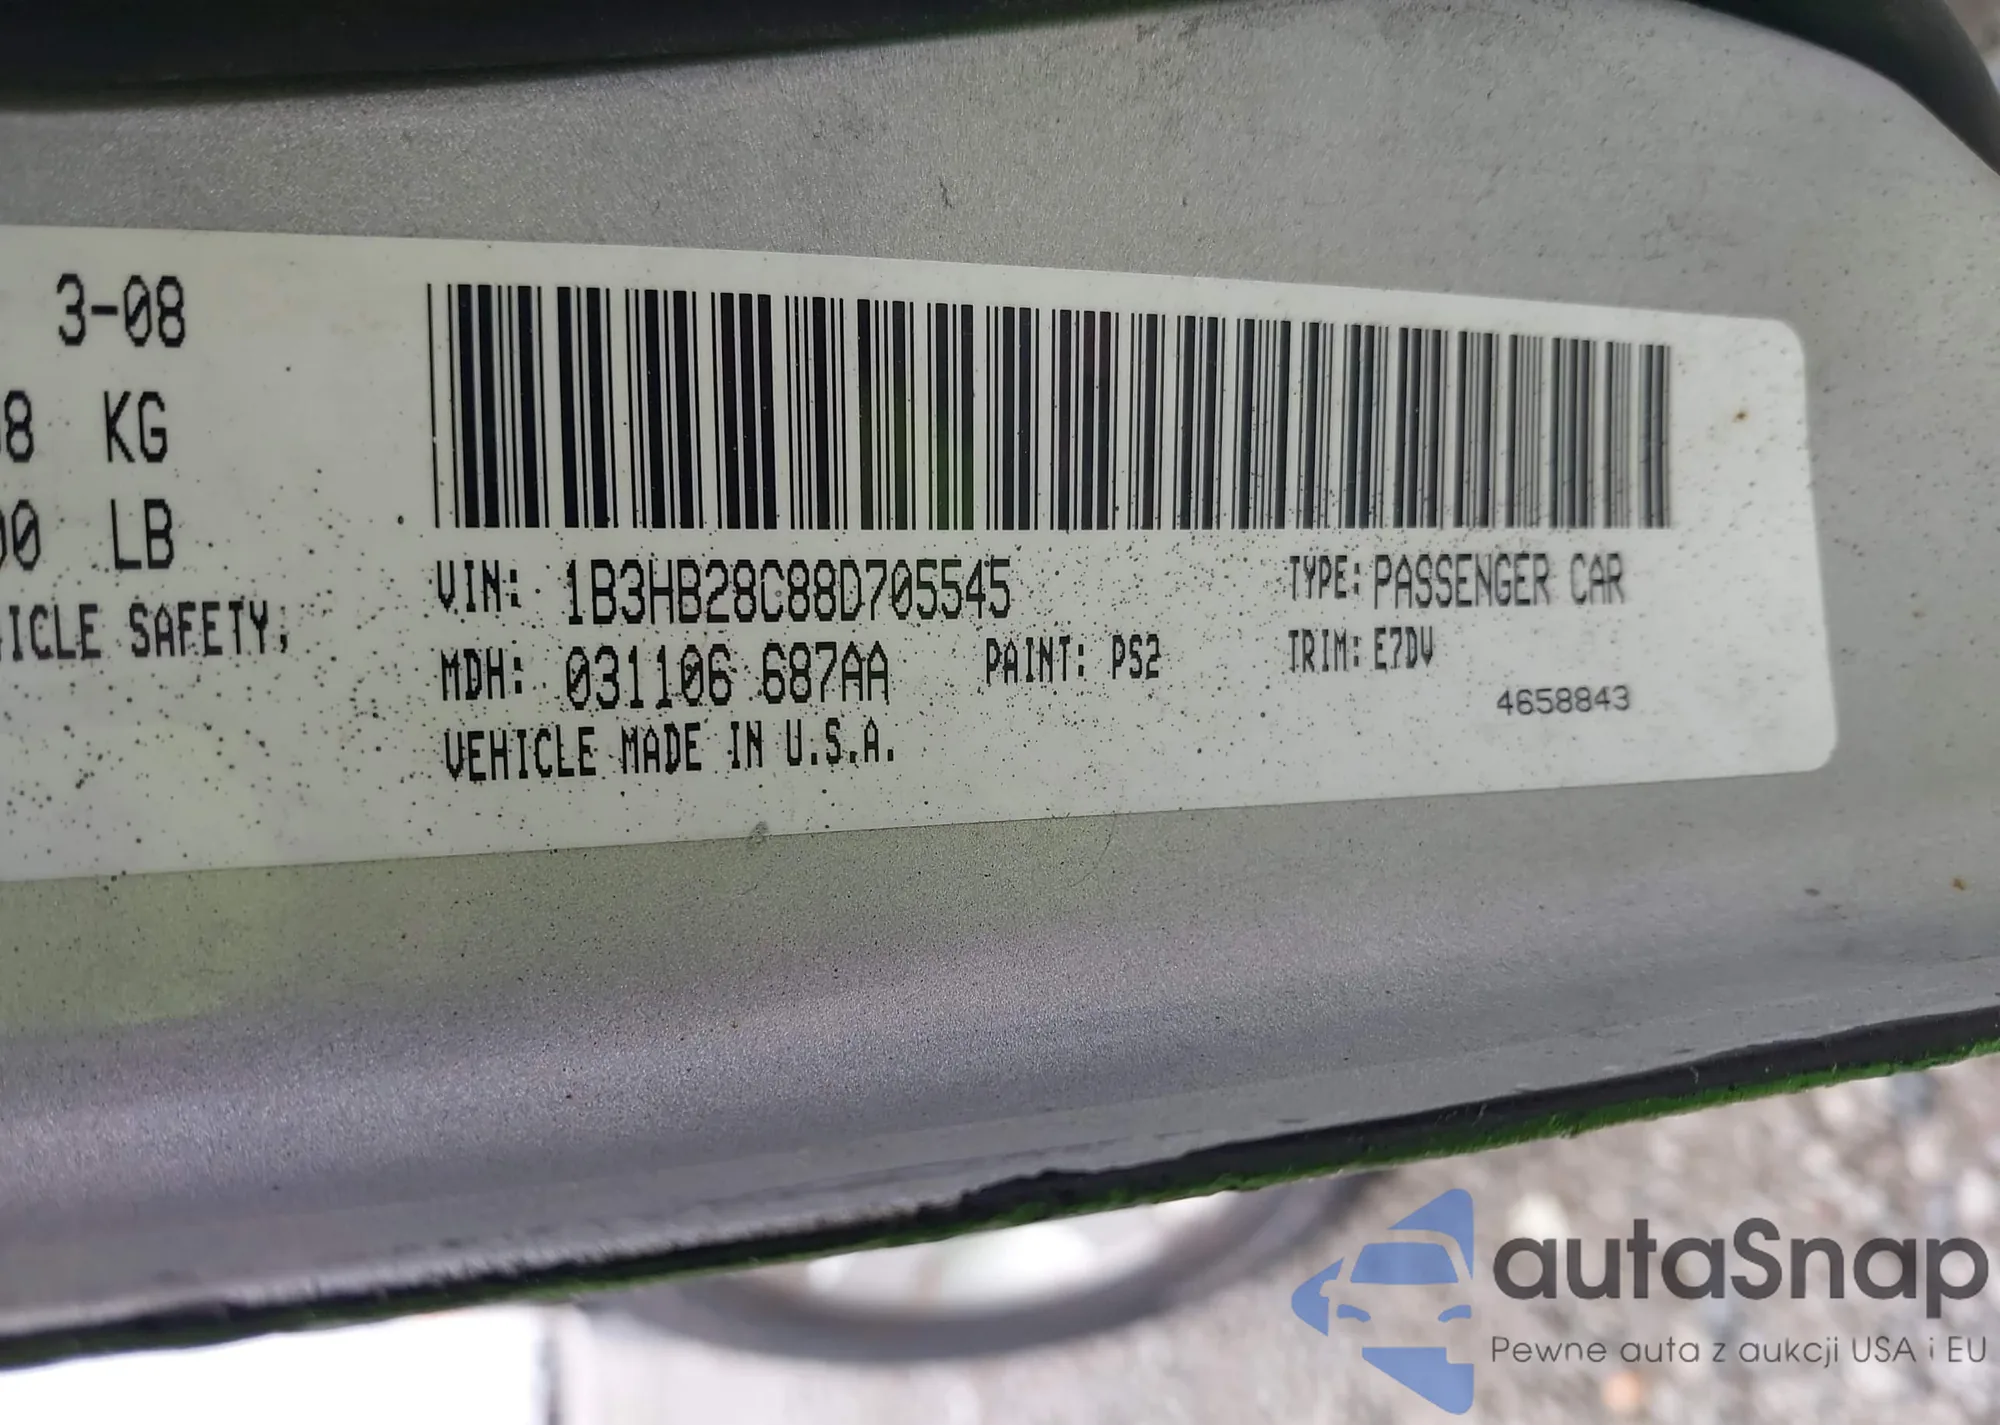 3-08
8 KG
00 LB
ICLE SAFETY,
VIN: 1B3HB28C88D705545
TYPE: PASSENGER CAR
MDH: 031106 687AA
PAINT: PS2
TRIM: E7DV
4658843
VEHICLE MADE IN U.S.A.
autaSnap
Pewne auta z aukcji USA i EU